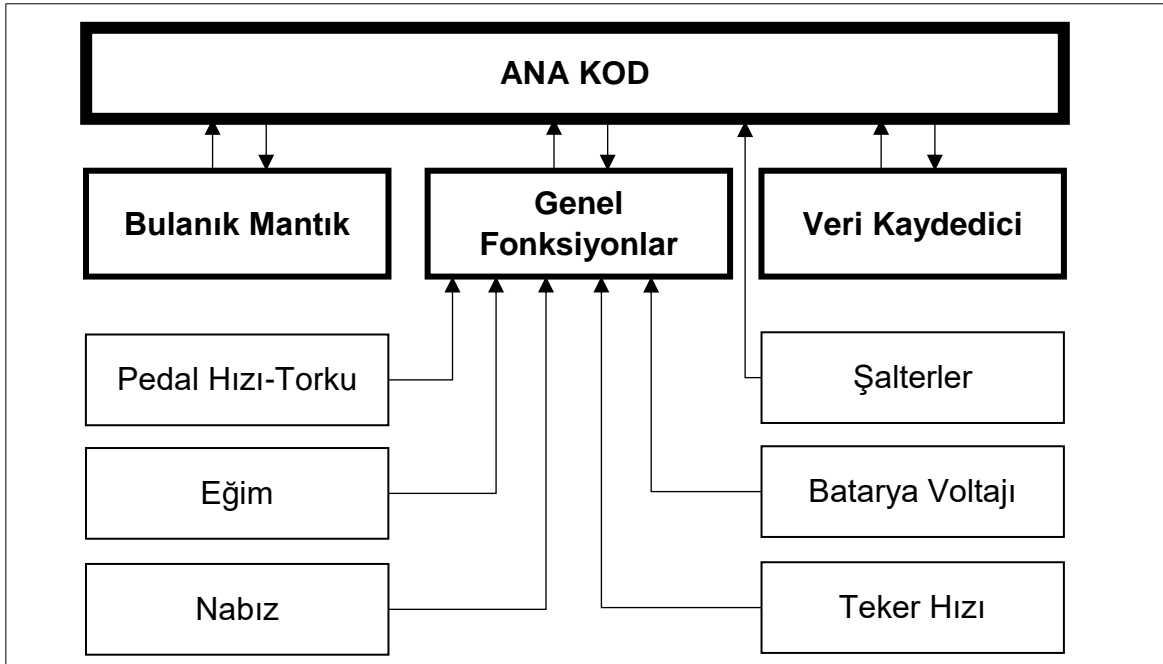 ANA KOD
Bulanık Mantık
Genel
Fonksiyonlar
Veri Kaydedici
Pedal Hızı-Torku
Şalterler
Eğim
Batarya Voltajı
Nabız
Teker Hızı